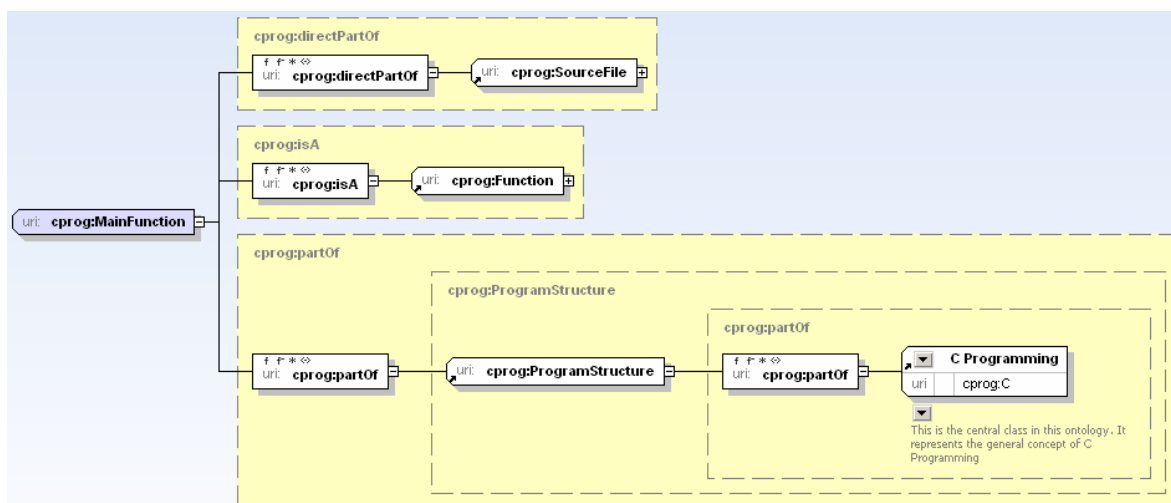 cprog:directPartOf
f f- * <>
uri: cprog:directPartOf
uri: cprog:SourceFile
cprog:isA
f f- * <>
uri: cprog:isA
uri: cprog:Function
uri: cprog:MainFunction
cprog:partOf
cprog:ProgramStructure
cprog:partOf
f f- * <>
uri: cprog:partOf
uri: cprog:ProgramStructure
f f- * <>
uri: cprog:partOf
C Programming
uri cprog:C
This is the central class in this ontology. It
represents the general concept of C
Programming